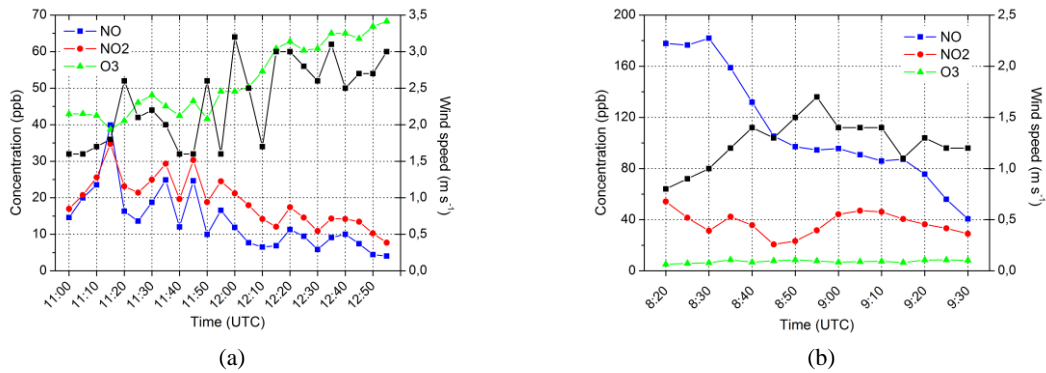 70
60
50
40
30
20
10
0
Concentration (ppb)
NO
NO2
O3
3,5
3,0
2,5
2,0
1,5
1,0
0,5
0,0
Wind speed (m s⁻¹)
11:00 11:10 11:20 11:30 11:40 11:50 12:00 12:10 12:20 12:30 12:40 12:50
Time (UTC)
(a)
200
160
120
80
40
0
Concentration (ppb)
NO
NO2
O3
2,5
2,0
1,5
1,0
0,5
0,0
Wind speed (m s⁻¹)
8:20 8:30 8:40 8:50 9:00 9:10 9:20 9:30
Time (UTC)
(b)